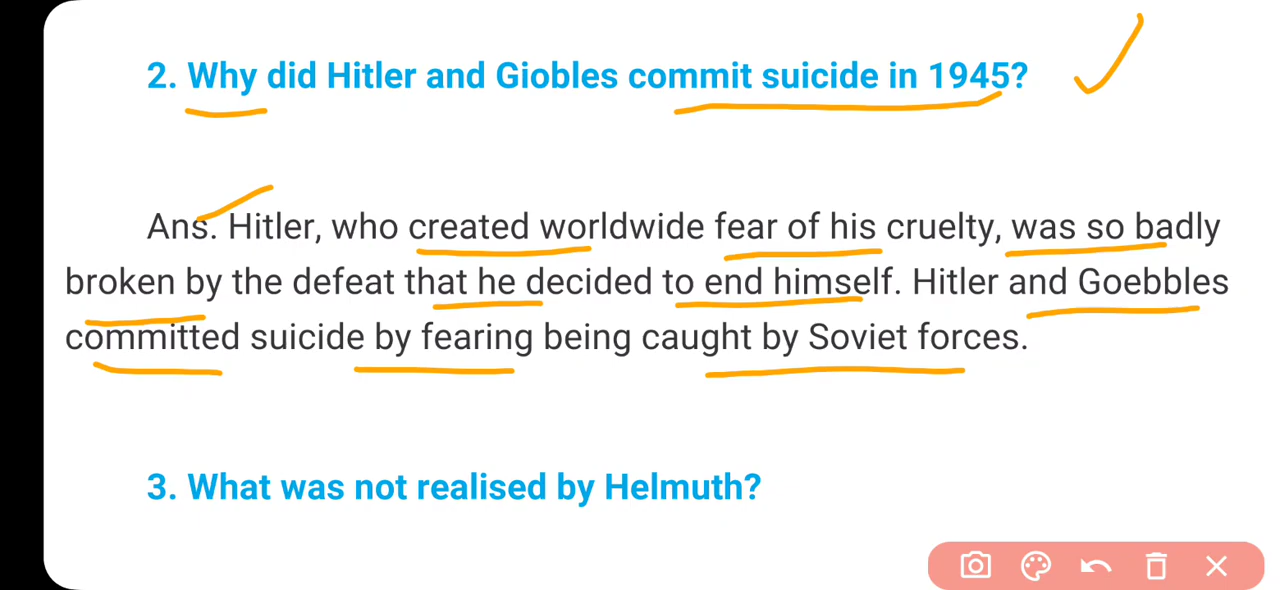 2. Why did Hitler and Giobles commit suicide in 1945?
Ans. Hitler, who created worldwide fear of his cruelty, was so badly
broken by the defeat that he decided to end himself. Hitler and Goebbles
committed suicide by fearing being caught by Soviet forces.
3. What was not realised by Helmuth?